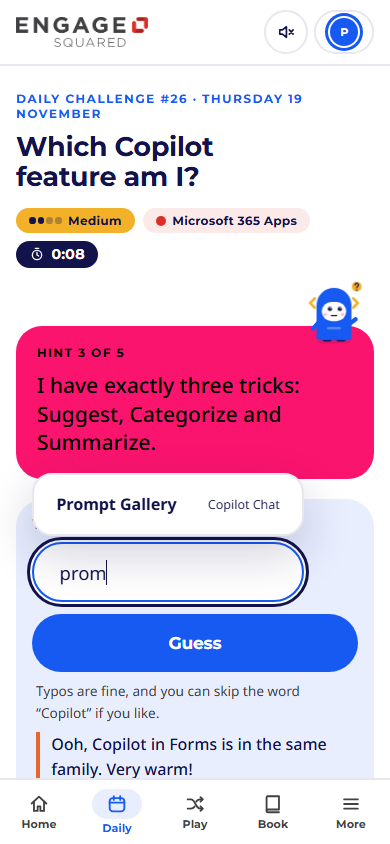 ENGAGE
SQUARED
P
DAILY CHALLENGE #26 · THURSDAY 19
NOVEMBER
Which Copilot
feature am I?
Medium
Microsoft 365 Apps
0:08
?
HINT 3 OF 5
I have exactly three tricks:
Suggest, Categorize and
Summarize.
Prompt Gallery
Copilot Chat
prom
Guess
Typos are fine, and you can skip the word
“Copilot” if you like.
Ooh, Copilot in Forms is in the same
family. Very warm!
Home
Daily
Play
Book
More